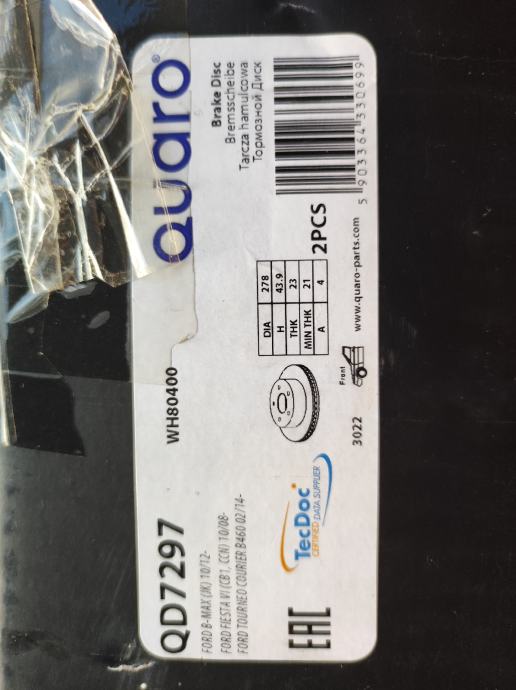 QUARO®
Brake Disc
Bremsscheibe
Tarcza hamulcowa
Тормозной Диск
5 903364 330699
QD7297
WH80400
FORD B-MAX (JK) 10/12-
FORD FIESTA VI (CB1, CCN) 10/08-
FORD TOURNEO COURIER B460 02/14-
DIA 278
H 43.9
THK 23
MIN THK 21
A 4
2PCS
EAC
TecDoc
CERTIFIED DATA SUPPLIER
3022
Front
www.quaro-parts.com